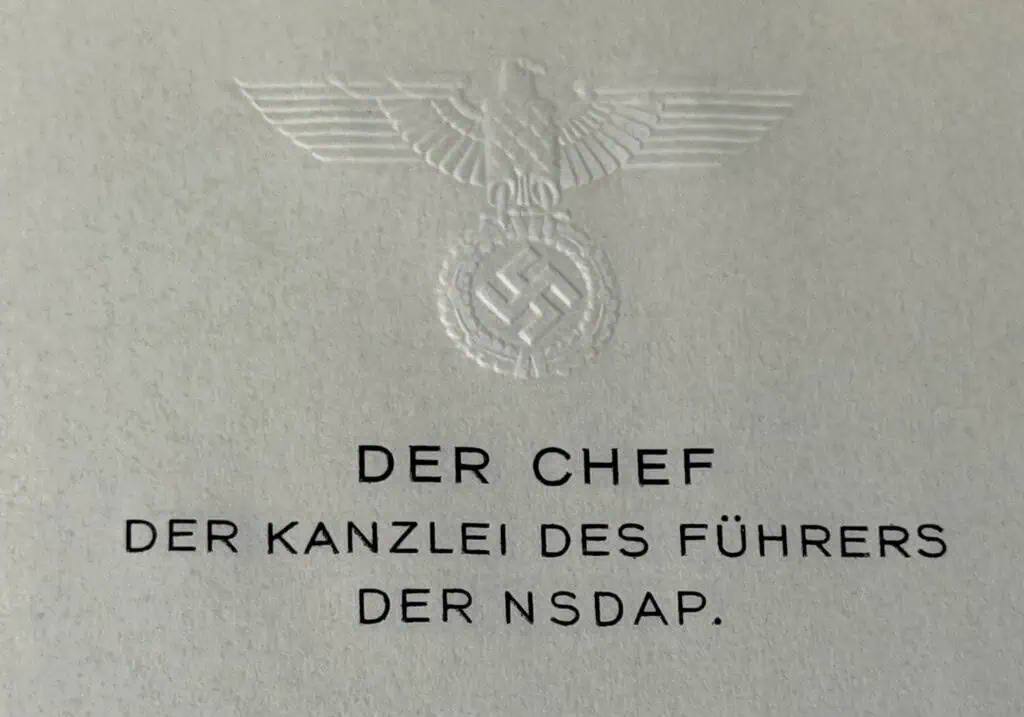 DER CHEF
DER KANZLEI DES FÜHRERS
DER NSDAP.